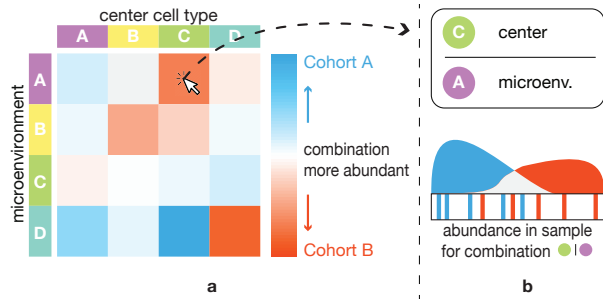 center cell type
A B C D
microenvironment
A
B
C
D
Cohort A
combination
more abundant
Cohort B
a
C center
A microenv.
abundance in sample
for combination |
b